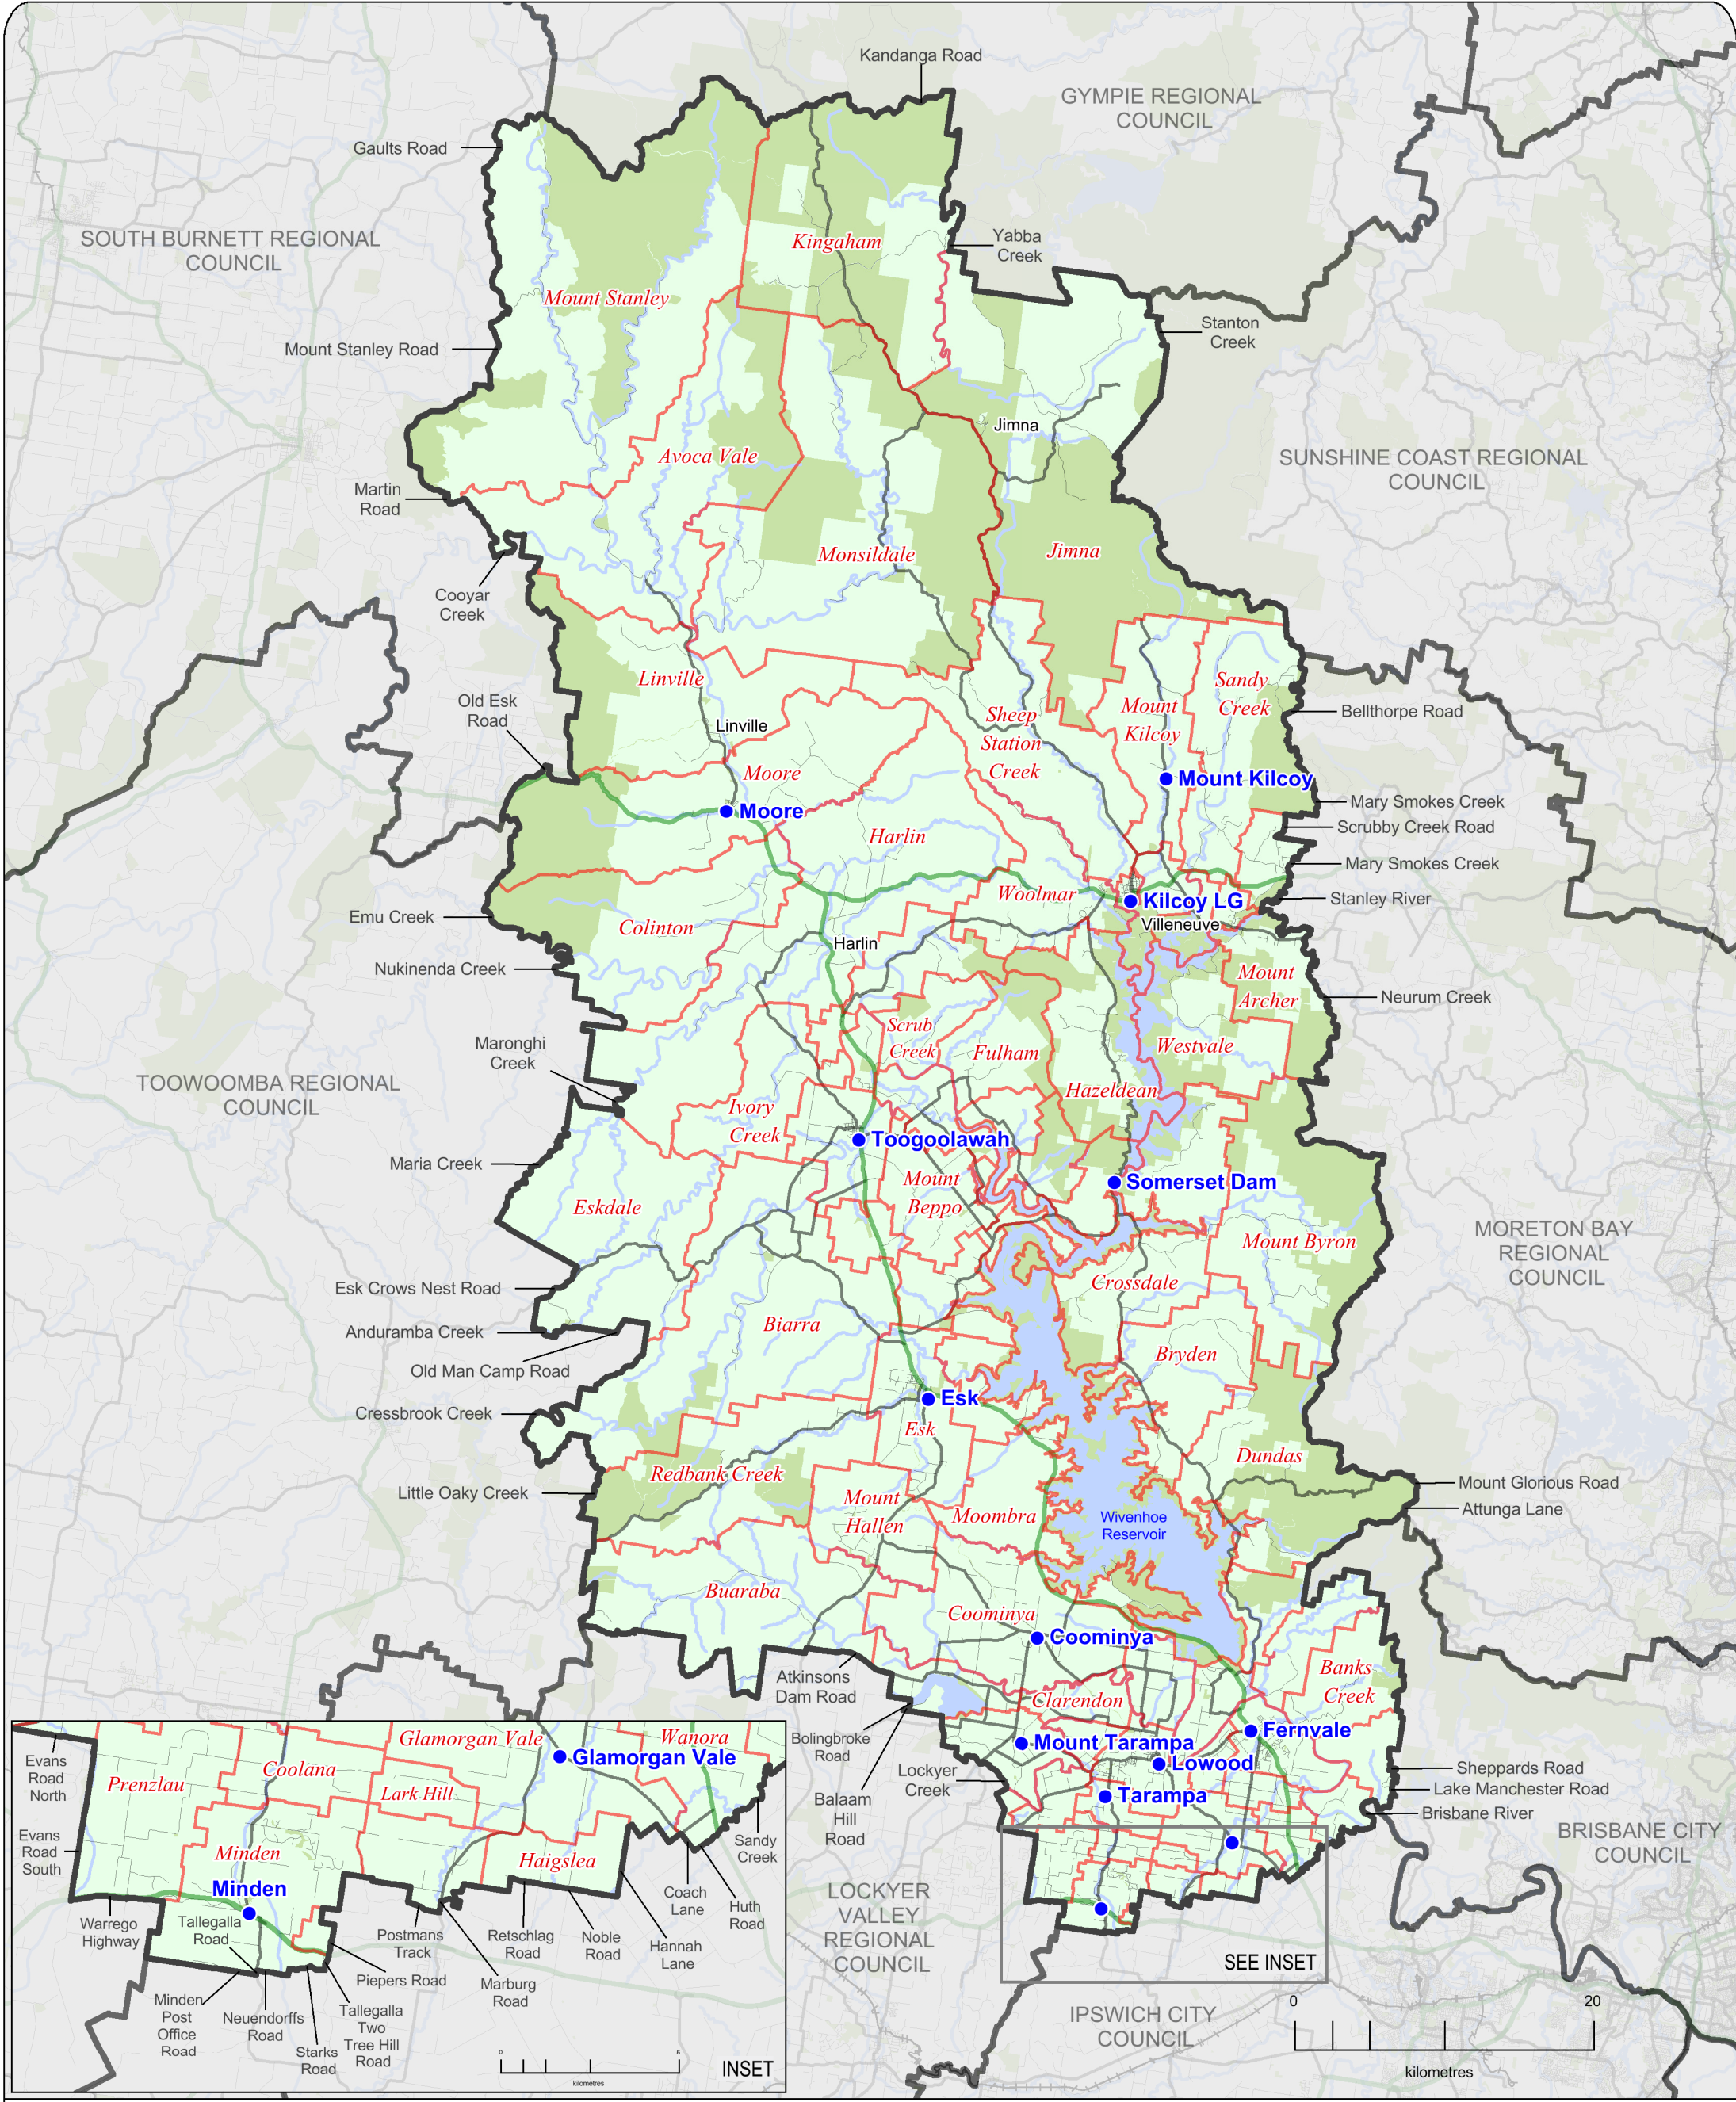 Kandanga Road
GYMPIE REGIONAL
COUNCIL
Gaults Road
SOUTH BURNETT REGIONAL
COUNCIL
Kingaham
Yabba
Creek
Mount Stanley
Stanton
Creek
Mount Stanley Road
Jimna
Avoca Vale
SUNSHINE COAST REGIONAL
COUNCIL
Martin
Road
Monsildale
Jimna
Cooyar
Creek
Linville
Sandy
Creek
Old Esk
Road
Mount
Kilcoy
Bellthorpe Road
Sheep
Station
Creek
Linville
Moore
Mount Kilcoy
Moore
Mary Smokes Creek
Scrubby Creek Road
Harlin
Mary Smokes Creek
Woolmar
Kilcoy LG
Stanley River
Emu Creek
Colinton
Villeneuve
Harlin
Nukinenda Creek
Mount
Archer
Neurum Creek
Scrub
Creek
Fulham
Westvale
Maronghi
Creek
TOOWOOMBA REGIONAL
COUNCIL
Hazeldean
Ivory
Creek
Toogoolawah
Maria Creek
Mount
Beppo
Somerset Dam
Eskdale
MORETON BAY
REGIONAL
COUNCIL
Mount Byron
Crossdale
Esk Crows Nest Road
Biarra
Anduramba Creek
Bryden
Old Man Camp Road
Esk
Cressbrook Creek
Esk
Dundas
Redbank Creek
Mount Glorious Road
Little Oaky Creek
Mount
Hallen
Attunga Lane
Moombra
Wivenhoe
Reservoir
Buaraba
Coominya
Coominya
Atkinsons
Dam Road
Banks
Creek
Clarendon
Bolingbroke
Road
Mount Tarampa
Fernvale
Lowood
Lockyer
Creek
Sheppards Road
Lake Manchester Road
Tarampa
Balaam
Hill
Road
Brisbane River
BRISBANE CITY
COUNCIL
LOCKYER
VALLEY
REGIONAL
COUNCIL
SEE INSET
IPSWICH CITY
COUNCIL
0
20
kilometres
Evans
Road
North
Prenzlau
Coolana
Glamorgan Vale
Wanora
Glamorgan Vale
Lark Hill
Evans
Road
South
Minden
Haigslea
Sandy
Creek
Minden
Warrego
Highway
Tallegalla
Road
Postmans
Track
Retschlag
Road
Noble
Road
Hannah
Lane
Coach
Lane
Huth
Road
Piepers Road
Marburg
Road
Minden
Post
Office
Road
Neuendorffs
Road
Starks
Road
Tallegalla
Two
Tree Hill
Road
0
kilometres
INSET